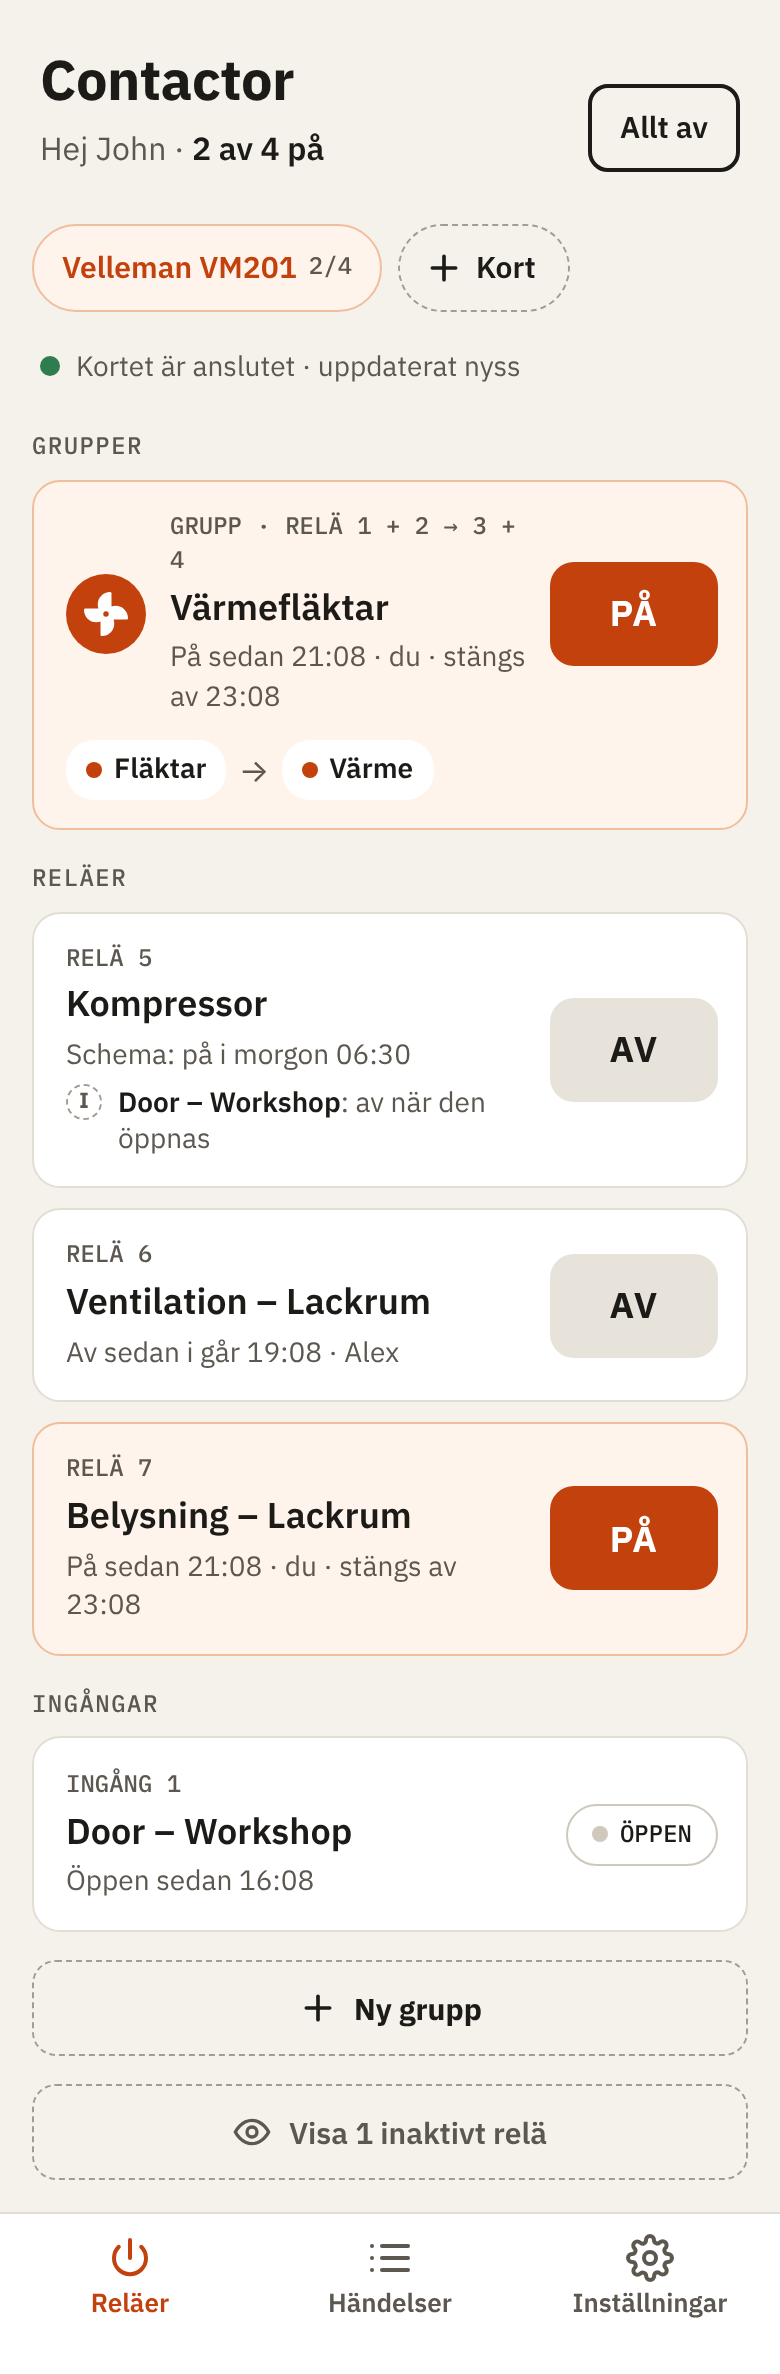 Contactor
Hej John · 2 av 4 på
Allt av
Velleman VM201 2/4
+ Kort
Kortet är anslutet · uppdaterat nyss
GRUPPER
GRUPP · RELÄ 1 + 2 → 3 +
4
Värmefläktar
På sedan 21:08 · du · stängs
av 23:08
PÅ
Fläktar → Värme
RELÄER
RELÄ 5
Kompressor
Schema: på i morgon 06:30
I Door – Workshop: av när den
öppnas
AV
RELÄ 6
Ventilation – Lackrum
Av sedan i går 19:08 · Alex
AV
RELÄ 7
Belysning – Lackrum
På sedan 21:08 · du · stängs av
23:08
PÅ
INGÅNGAR
INGÅNG 1
Door – Workshop
Öppen sedan 16:08
ÖPPEN
+ Ny grupp
Visa 1 inaktivt relä
Reläer
Händelser
Inställningar